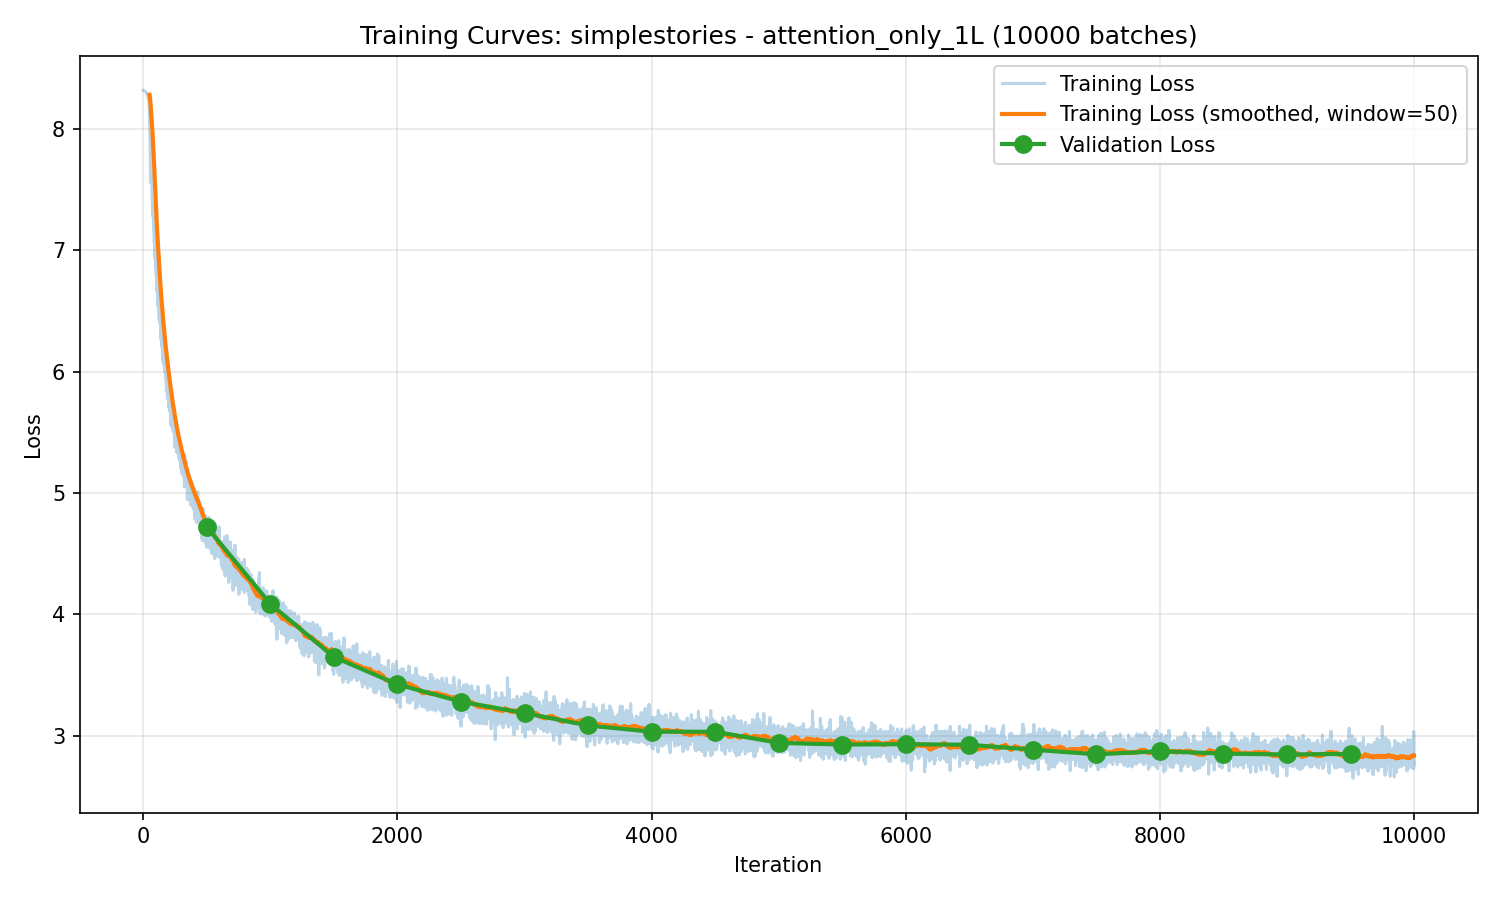 Training Curves: simplestories - attention_only_1L (10000 batches)
Training Loss
Training Loss (smoothed, window=50)
Validation Loss
8
7
6
5
4
3
Loss
0 2000 4000 6000 8000 10000
Iteration